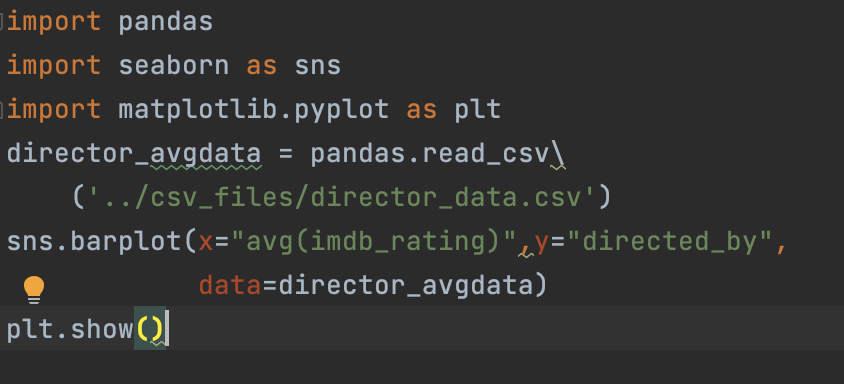 import pandas
import seaborn as sns
import matplotlib.pyplot as plt
director_avgdata = pandas.read_csv\
    ('../csv_files/director_data.csv')
sns.barplot(x="avg(imdb_rating)",y="directed_by",
            data=director_avgdata)
plt.show()